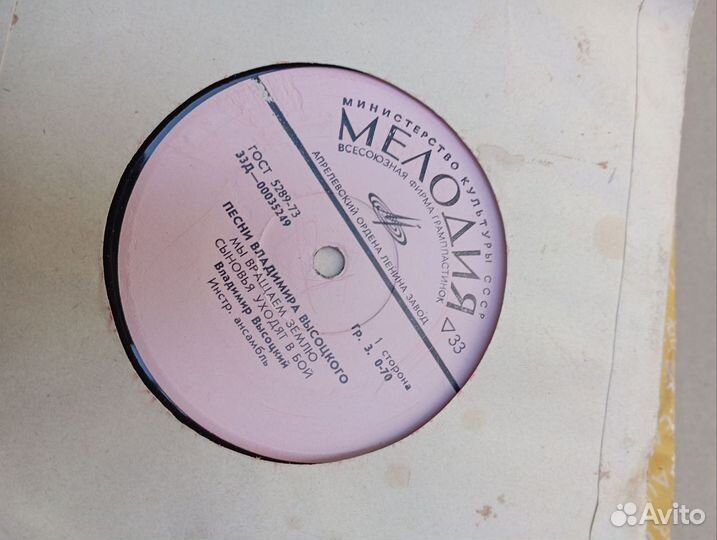 МИНИСТЕРСТВО КУЛЬТУРЫ СССР
МЕЛОДИЯ
ВСЕСОЮЗНАЯ ФИРМА ГРАМПЛАСТИНОК
АПРЕЛЕВСКИЙ ОРДЕНА ЛЕНИНА ЗАВОД
▽33
ГОСТ 5289-73
33Д—00035249
1 сторона
ГР. 3. 0-70
ПЕСНИ ВЛАДИМИРА ВЫСОЦКОГО
МЫ ВРАЩАЕМ ЗЕМЛЮ
СЫНОВЬЯ УХОДЯТ В БОЙ
Владимир Высоцкий
Инстр. ансамбль
Avito